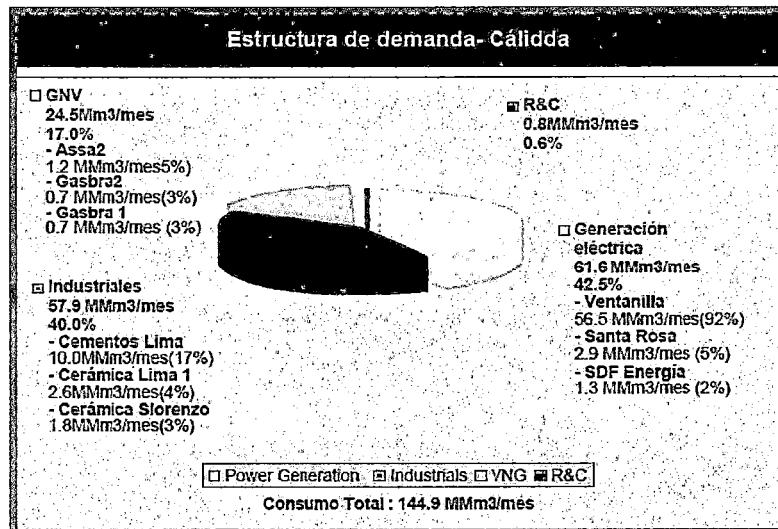 Estructura de demanda- Cálidda
GNV
24.5Mm3/mes
17.0%
- Assa2
1.2 MMm3/mes5%)
- Gasbra2
0.7 MMm3/mes(3%)
- Gasbra 1
0.7 MMm3/mes (3%)
R&C
0.8MMm3/mes
0.6%
Industriales
57.9 MMm3/mes
40.0%
- Cementos Lima
10.0MMm3/mes(17%)
- Cerámica Lima 1
2.6MMm3/mes(4%)
- Cerámica Slorenzo
1.8MMm3/mes(3%)
Generación
eléctrica
61.6 MMm3/mes
42.5%
- Ventanilla
56.5 MMm3/mes(92%)
- Santa Rosa
2.9 MMm3/mes (5%)
- SDF Energía
1.3 MMm3/mes (2%)
Power Generation Industrials VNG R&C
Consumo Total : 144.9 MMm3/mes